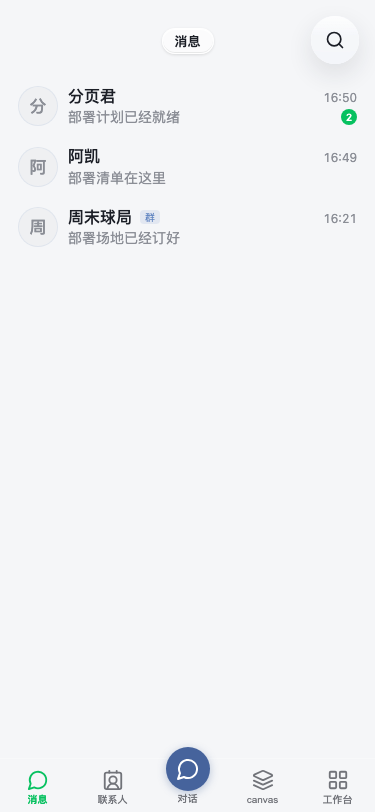 消息
分
分页君
16:50
部署计划已经就绪
2
阿
阿凯
16:49
部署清单在这里
周
周末球局 群
16:21
部署场地已经订好
消息
联系人
对话
canvas
工作台